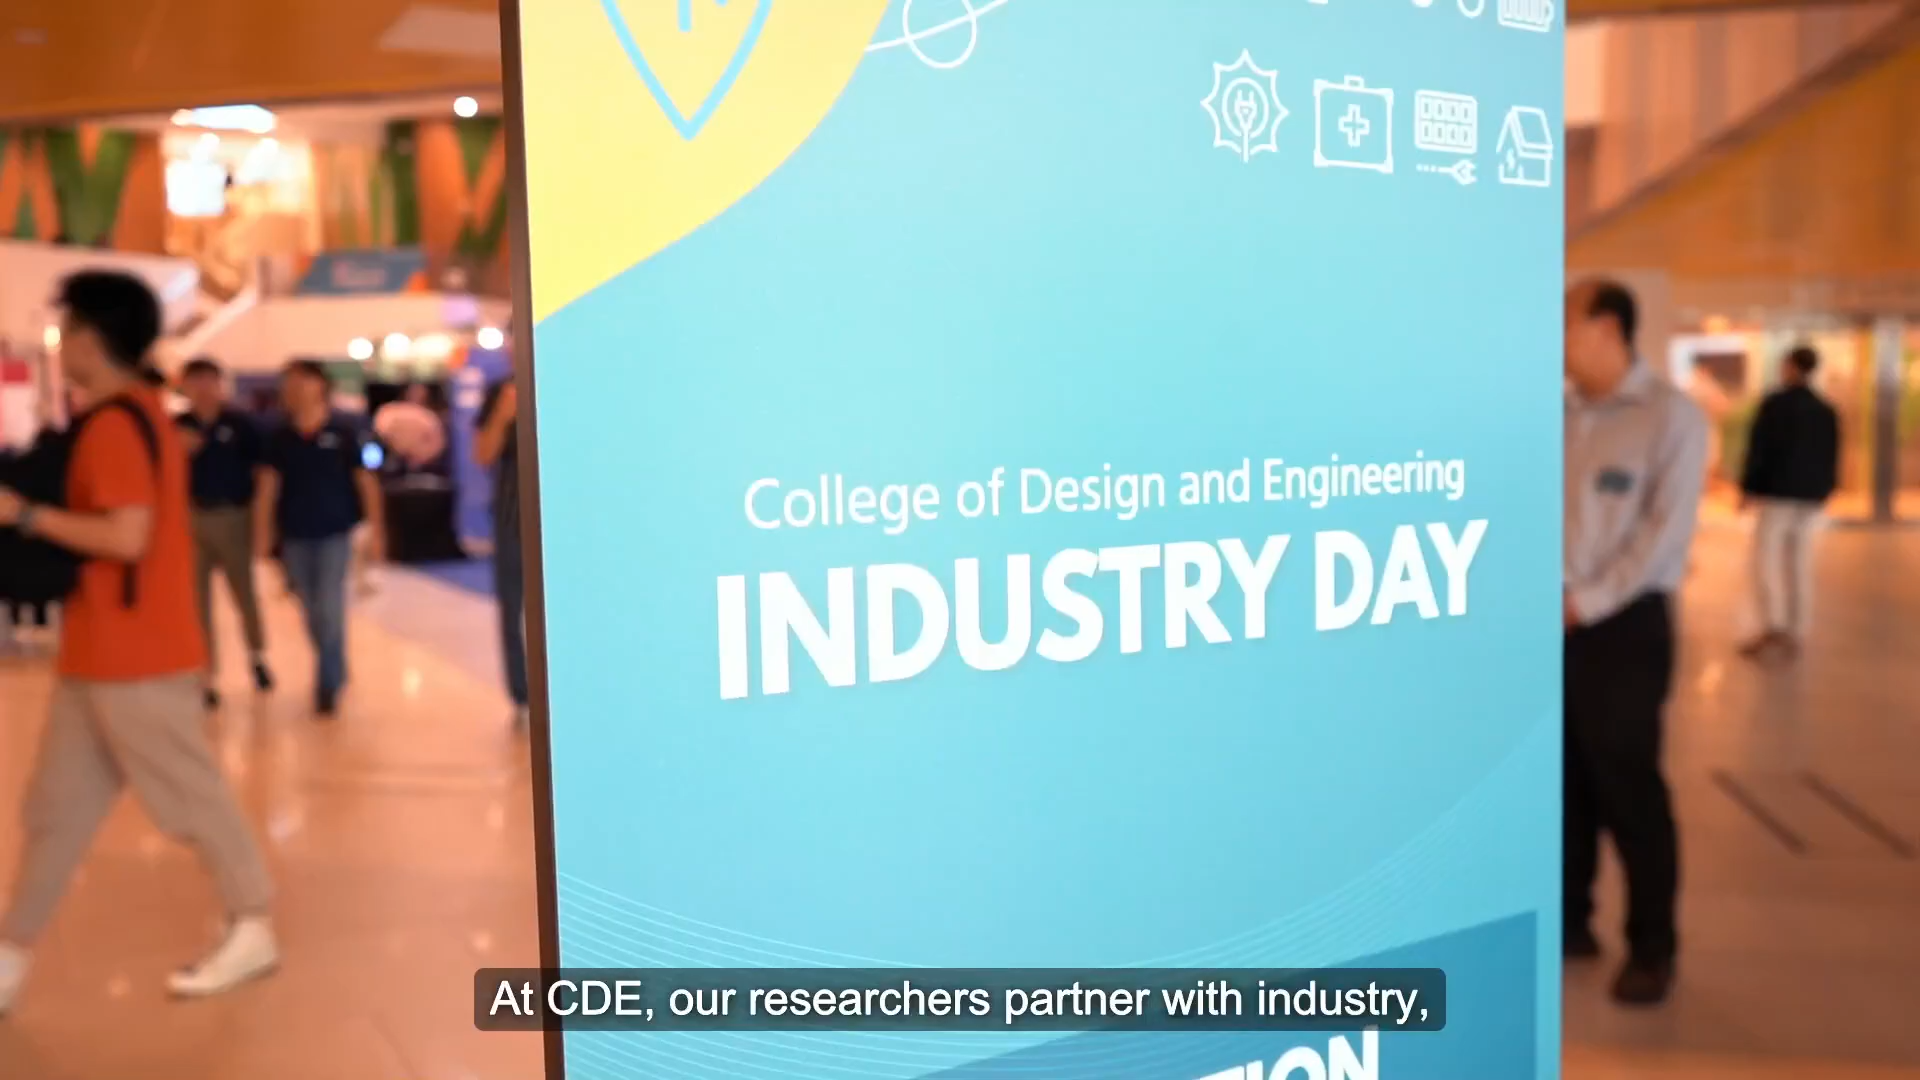 College of Design and Engineering
INDUSTRY DAY
At CDE, our researchers partner with industry,